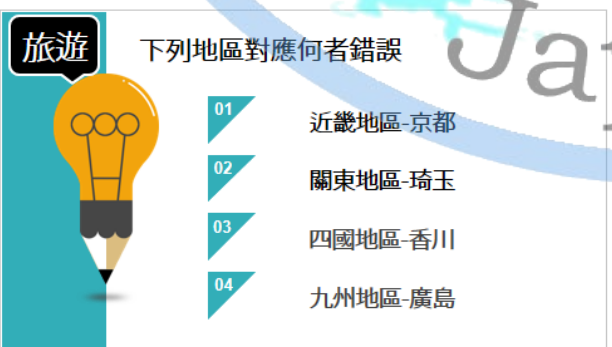 旅遊
下列地區對應何者錯誤
01
近畿地區-京都
02
關東地區-琦玉
03
四國地區-香川
04
九州地區-廣島